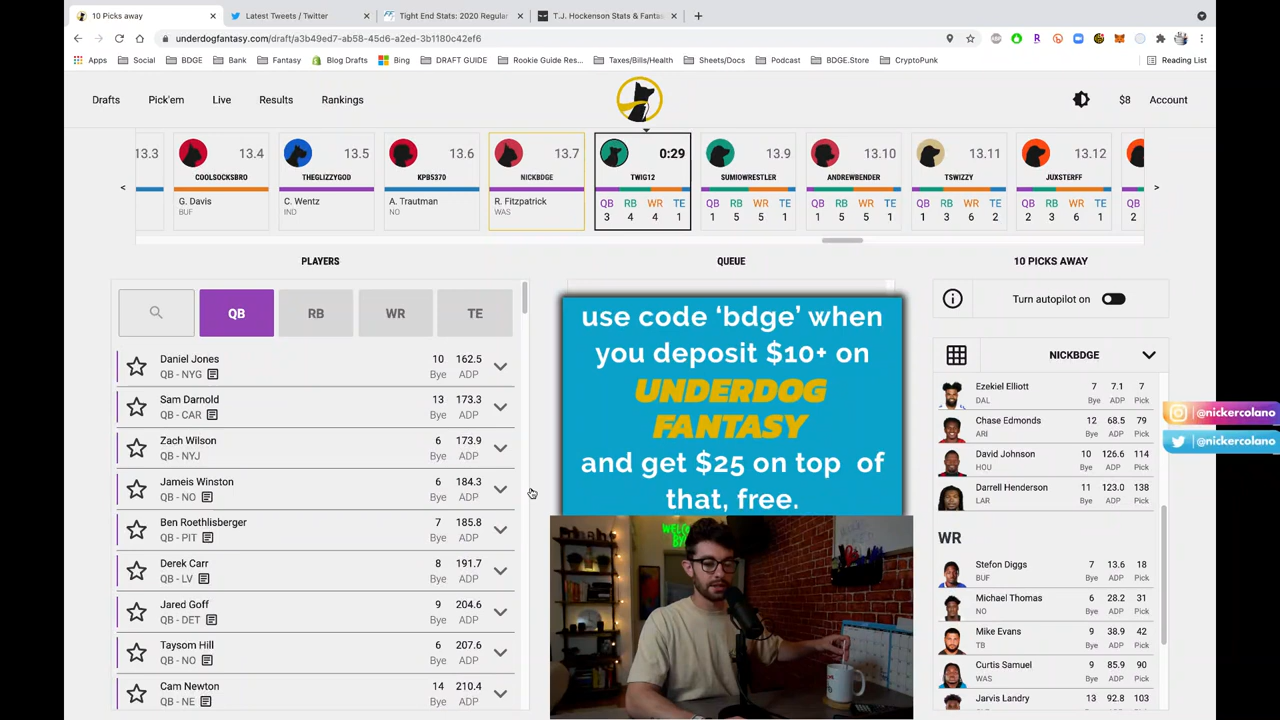 10 Picks away
Latest Tweets / Twitter
Tight End Stats: 2020 Regular
T.J. Hockenson Stats & Fantas
underdogfantasy.com/draft/a3b49ed7-ab58-45d6-a2ed-3b1180c42ef6
Apps Social BDGE Bank Fantasy Blog Drafts Bing DRAFT GUIDE Rookie Guide Res... Taxes/Bills/Health Sheets/Docs Podcast BDGE.Store CryptoPunk Reading List
Drafts Pick'em Live Results Rankings $8 Account
13.3 13.4 13.5 13.6 13.7 0:29 13.9 13.10 13.11 13.12
COOLSOCKSBRO THEGLIZZYGOD KPBS370 NICKBDGE TWIG12 SUMIOWRESTLER ANDREWBENDER TSWIZZY JUXSTERFF
G. Davis C. Wentz A. Trautman R. Fitzpatrick QB RB WR TE QB RB WR TE QB RB WR TE QB RB WR TE QB RB WR TE QB
BUF IND NO WAS 3 4 4 1 1 5 5 1 1 5 5 1 1 3 6 2 2 3 6 1 2
PLAYERS QUEUE 10 PICKS AWAY
Turn autopilot on
QB RB WR TE
NICKBDGE
Daniel Jones 10 162.5
QB - NYG Bye ADP
Sam Darnold 13 173.3
QB - CAR Bye ADP
Zach Wilson 6 173.9
QB - NYJ Bye ADP
Jameis Winston 6 184.3
QB - NO Bye ADP
Ben Roethlisberger 7 185.8
QB - PIT Bye ADP
Derek Carr 8 191.7
QB - LV Bye ADP
Jared Goff 9 204.6
QB - DET Bye ADP
Taysom Hill 6 207.6
QB - NO Bye ADP
Cam Newton 14 210.4
QB - NE Bye ADP
use code 'bdge' when
you deposit $10+ on
UNDERDOG
FANTASY
and get $25 on top of
that, free.
WELC
Ezekiel Elliott 7 7.1 7
DAL Bye ADP Pick
Chase Edmonds 12 68.5 79
ARI Bye ADP Pick
David Johnson 10 126.6 114
HOU Bye ADP Pick
Darrell Henderson 11 123.0 138
LAR Bye ADP Pick
WR
Stefon Diggs 7 13.6 18
BUF Bye ADP Pick
Michael Thomas 6 28.2 31
NO Bye ADP Pick
Mike Evans 9 38.9 42
TB Bye ADP Pick
Curtis Samuel 9 85.9 90
WAS Bye ADP Pick
Jarvis Landry 13 92.8 103
@nickercolano
@nickercolano